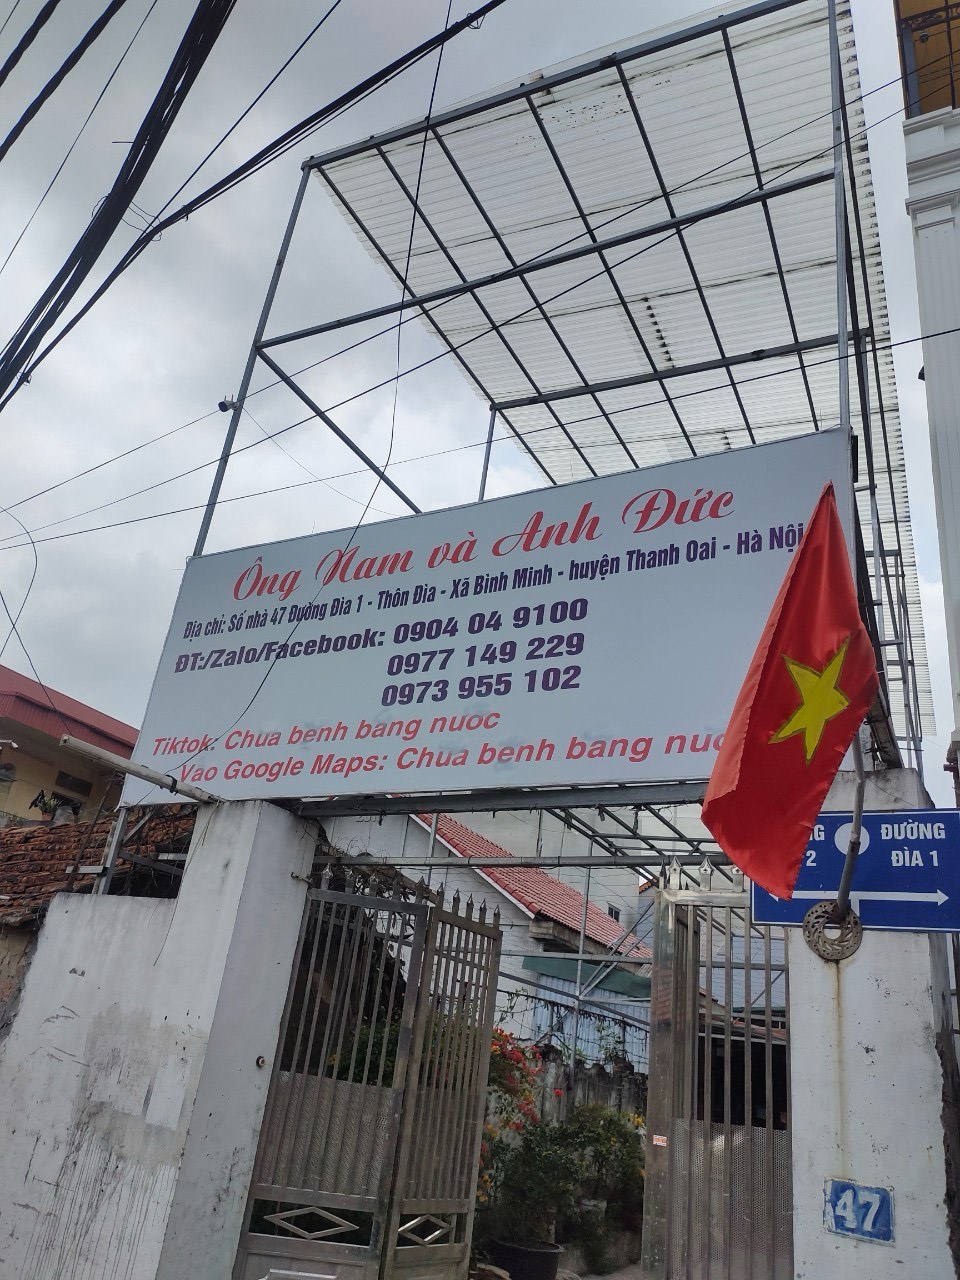 Ông Nam và Anh Đức
Địa chỉ: Số nhà 47 Đường Đìa 1 - Thôn Đìa - Xã Bình Minh - huyện Thanh Oai - Hà Nội
ĐT:/Zalo/Facebook: 0904 04 9100
0977 149 229
0973 955 102
Tiktok: Chua benh bang nuoc
Vao Google Maps: Chua benh bang nuoc
G
2
ĐƯỜNG
ĐÌA 1
47